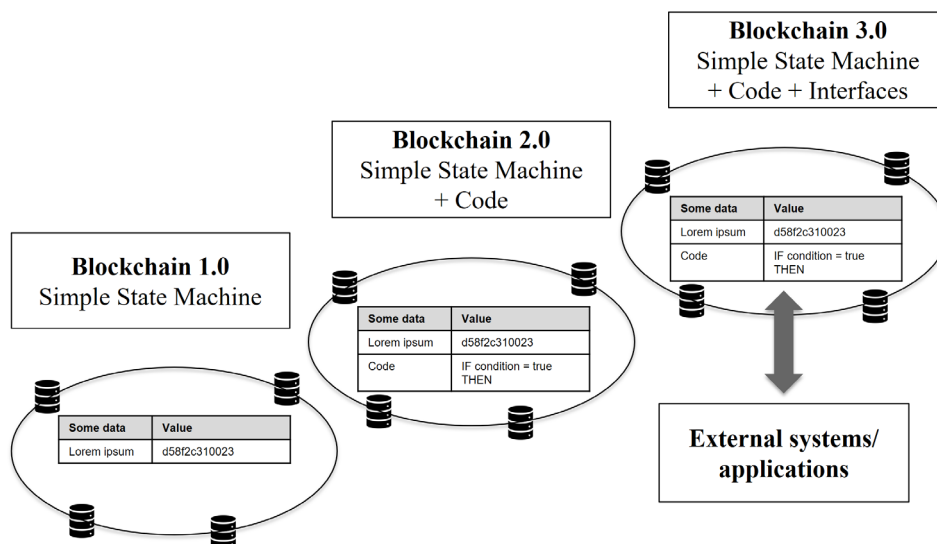 Blockchain 3.0
Simple State Machine
+ Code + Interfaces
Some data Value
Lorem ipsum d58f2c310023
Code IF condition = true
THEN
External systems/
applications
Blockchain 2.0
Simple State Machine
+ Code
Some data Value
Lorem ipsum d58f2c310023
Code IF condition = true
THEN
Blockchain 1.0
Simple State Machine
Some data Value
Lorem ipsum d58f2c310023